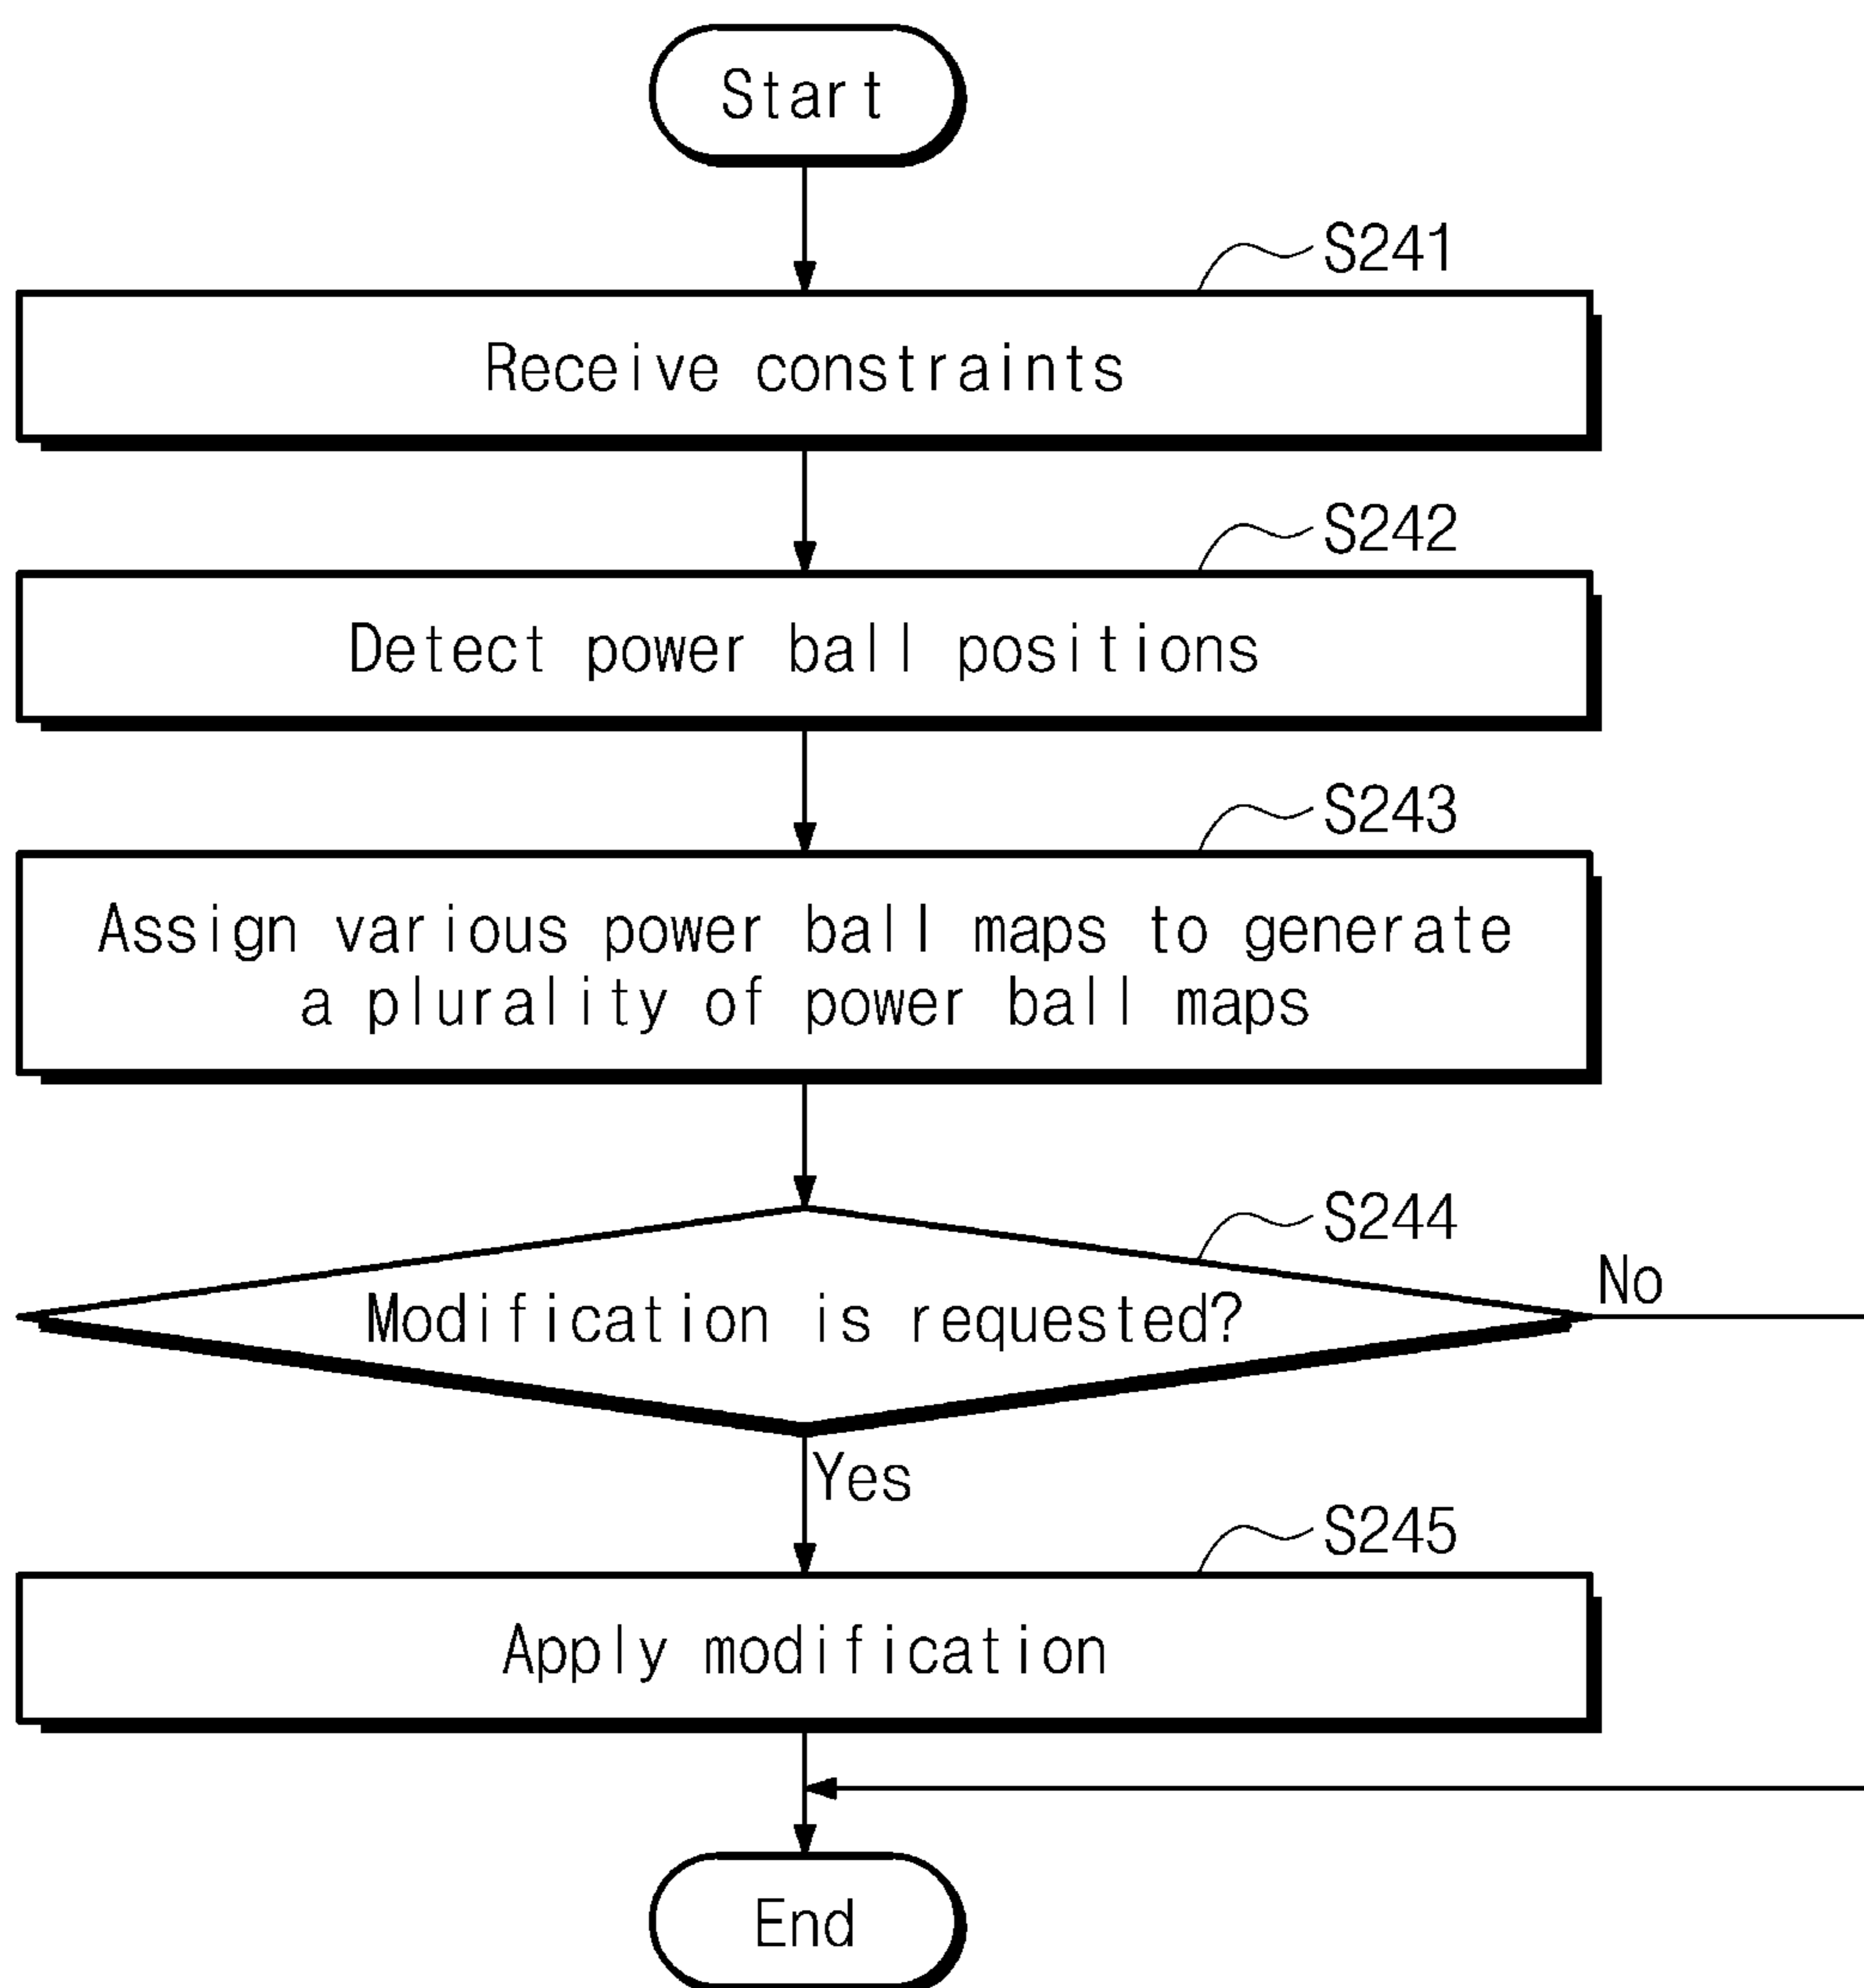 Start
S241
Receive constraints
S242
Detect power ball positions
S243
Assign various power ball maps to generate
a plurality of power ball maps
S244
No
Modification is requested?
Yes
S245
Apply modification
End